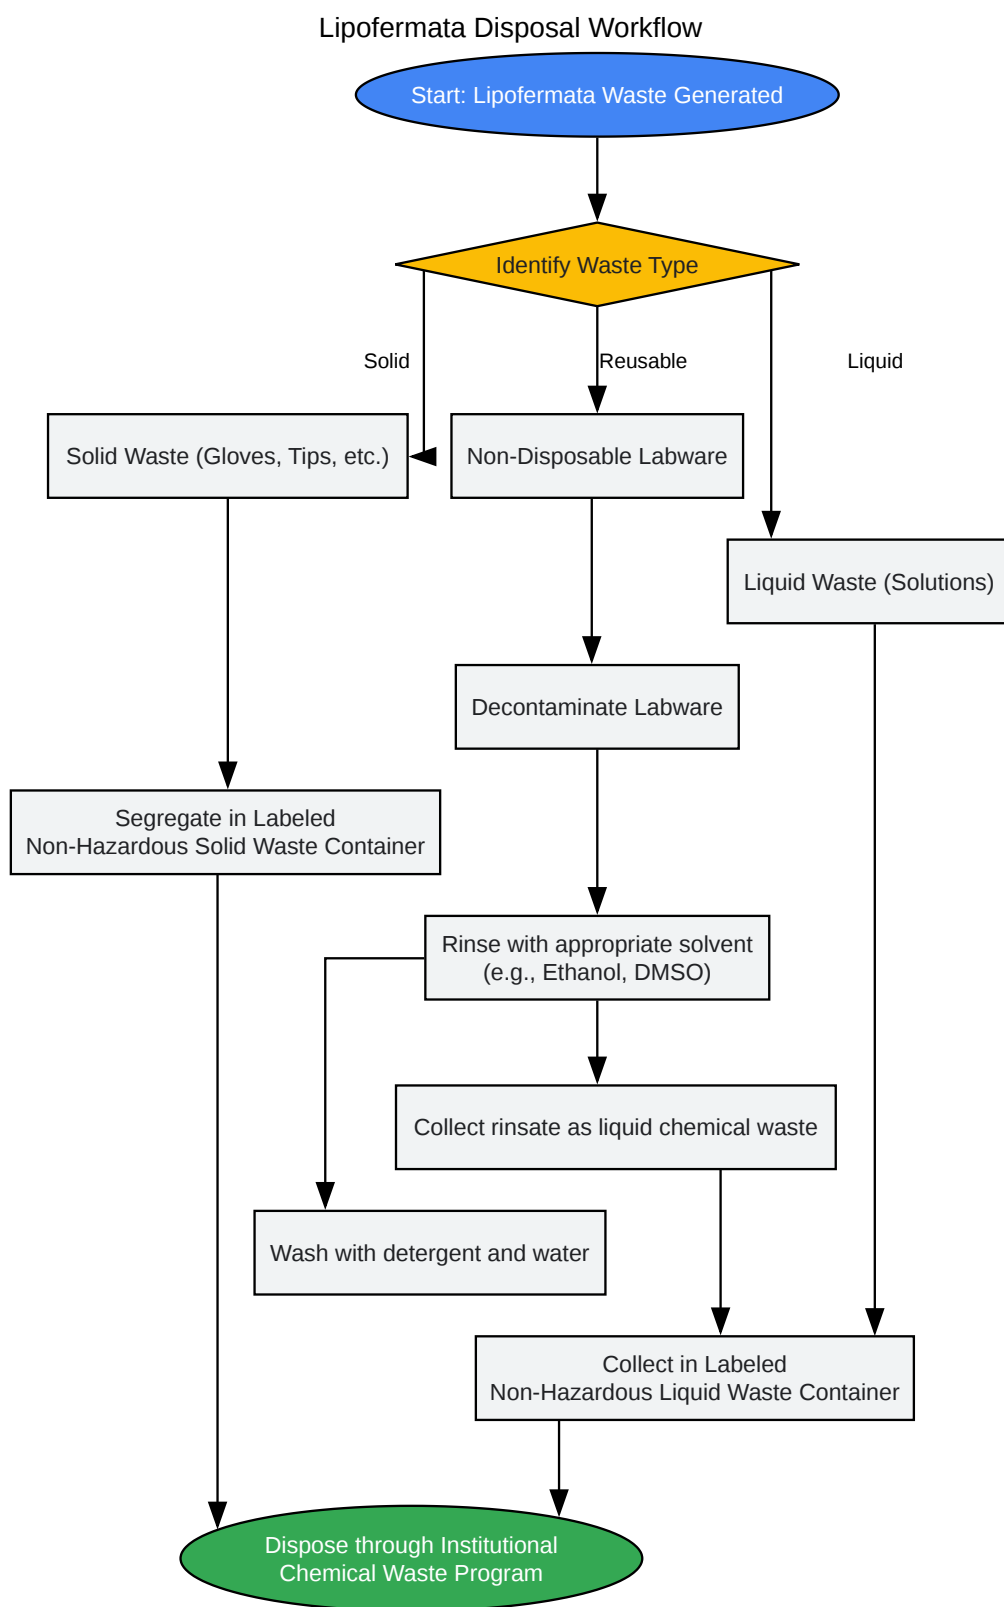 Lipofermata Disposal Workflow
Start: Lipofermata Waste Generated
Identify Waste Type
Solid
Reusable
Liquid
Solid Waste (Gloves, Tips, etc.)
Non-Disposable Labware
Liquid Waste (Solutions)
Decontaminate Labware
Segregate in Labeled
Non-Hazardous Solid Waste Container
Rinse with appropriate solvent
(e.g., Ethanol, DMSO)
Collect rinsate as liquid chemical waste
Wash with detergent and water
Collect in Labeled
Non-Hazardous Liquid Waste Container
Dispose through Institutional
Chemical Waste Program